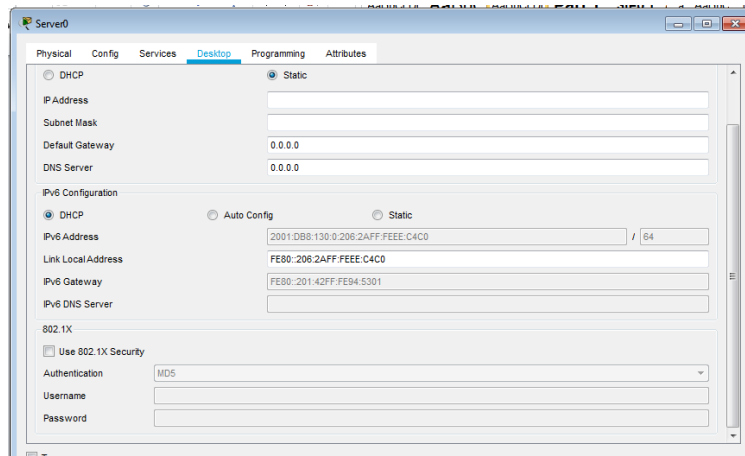 Server0
Physical Config Services Desktop Programming Attributes
DHCP Static
IP Address
Subnet Mask
Default Gateway 0.0.0.0
DNS Server 0.0.0.0
IPv6 Configuration
DHCP Auto Config Static
IPv6 Address 2001:DB8:130:0:206:2AFF:FEEE:C4C0 / 64
Link Local Address FE80::206:2AFF:FEEE:C4C0
IPv6 Gateway FE80::201:42FF:FE94:5301
IPv6 DNS Server
802.1X
Use 802.1X Security
Authentication MD5
Username
Password